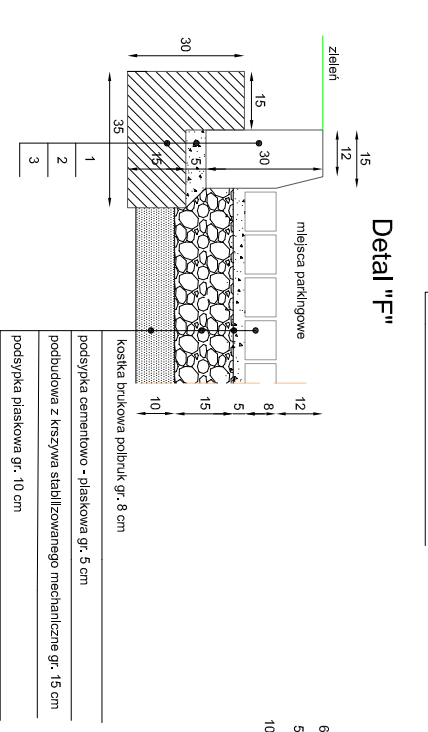 Detal "F"
15
12
zieleń
miejsca parkingowe
30
15
35
30
5
15
1
2
3
12
8
5
15
10
kostka brukowa polbruk gr. 8 cm
podsypka cementowo - piaskowa gr. 5 cm
podbudowa z krszywa stabilizowanego mechaniczne gr. 15 cm
podsypka piaskowa gr. 10 cm
6
5
10